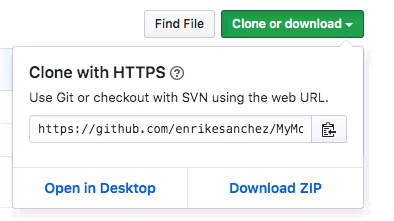 Find File
Clone or download
Clone with HTTPS
Use Git or checkout with SVN using the web URL.
https://github.com/enrikesanchez/MyMc
Open in Desktop
Download ZIP